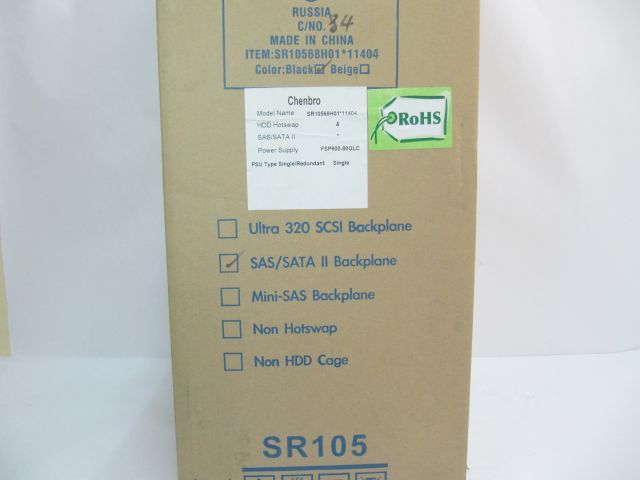 RUSSIA
C/NO. 34
MADE IN CHINA
ITEM:SR10568H01*11404
Color:Black☑ Beige☐
Chenbro
Model Name SR10568H01*11404
HDD Hotswap 4
SAS/SATA II *
Power Supply FSP600-80GLC
PSU Type Single/Redundant Single
RoHS
Ultra 320 SCSI Backplane
SAS/SATA II Backplane
Mini-SAS Backplane
Non Hotswap
Non HDD Cage
SR105